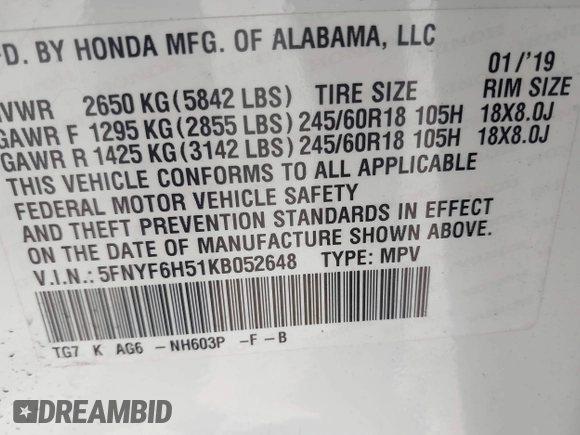 D. BY HONDA MFG. OF ALABAMA, LLC
01/'19
VWR 2650 KG (5842 LBS) TIRE SIZE RIM SIZE
GAWR F 1295 KG (2855 LBS) 245/60R18 105H 18X8.0J
GAWR R 1425 KG (3142 LBS) 245/60R18 105H 18X8.0J
THIS VEHICLE CONFORMS TO ALL APPLICABLE
FEDERAL MOTOR VEHICLE SAFETY
AND THEFT PREVENTION STANDARDS IN EFFECT
ON THE DATE OF MANUFACTURE SHOWN ABOVE.
V.I.N.: 5FNYF6H51KB052648 TYPE: MPV
TG7 K AG6 -NH603P -F-B
DREAMBID